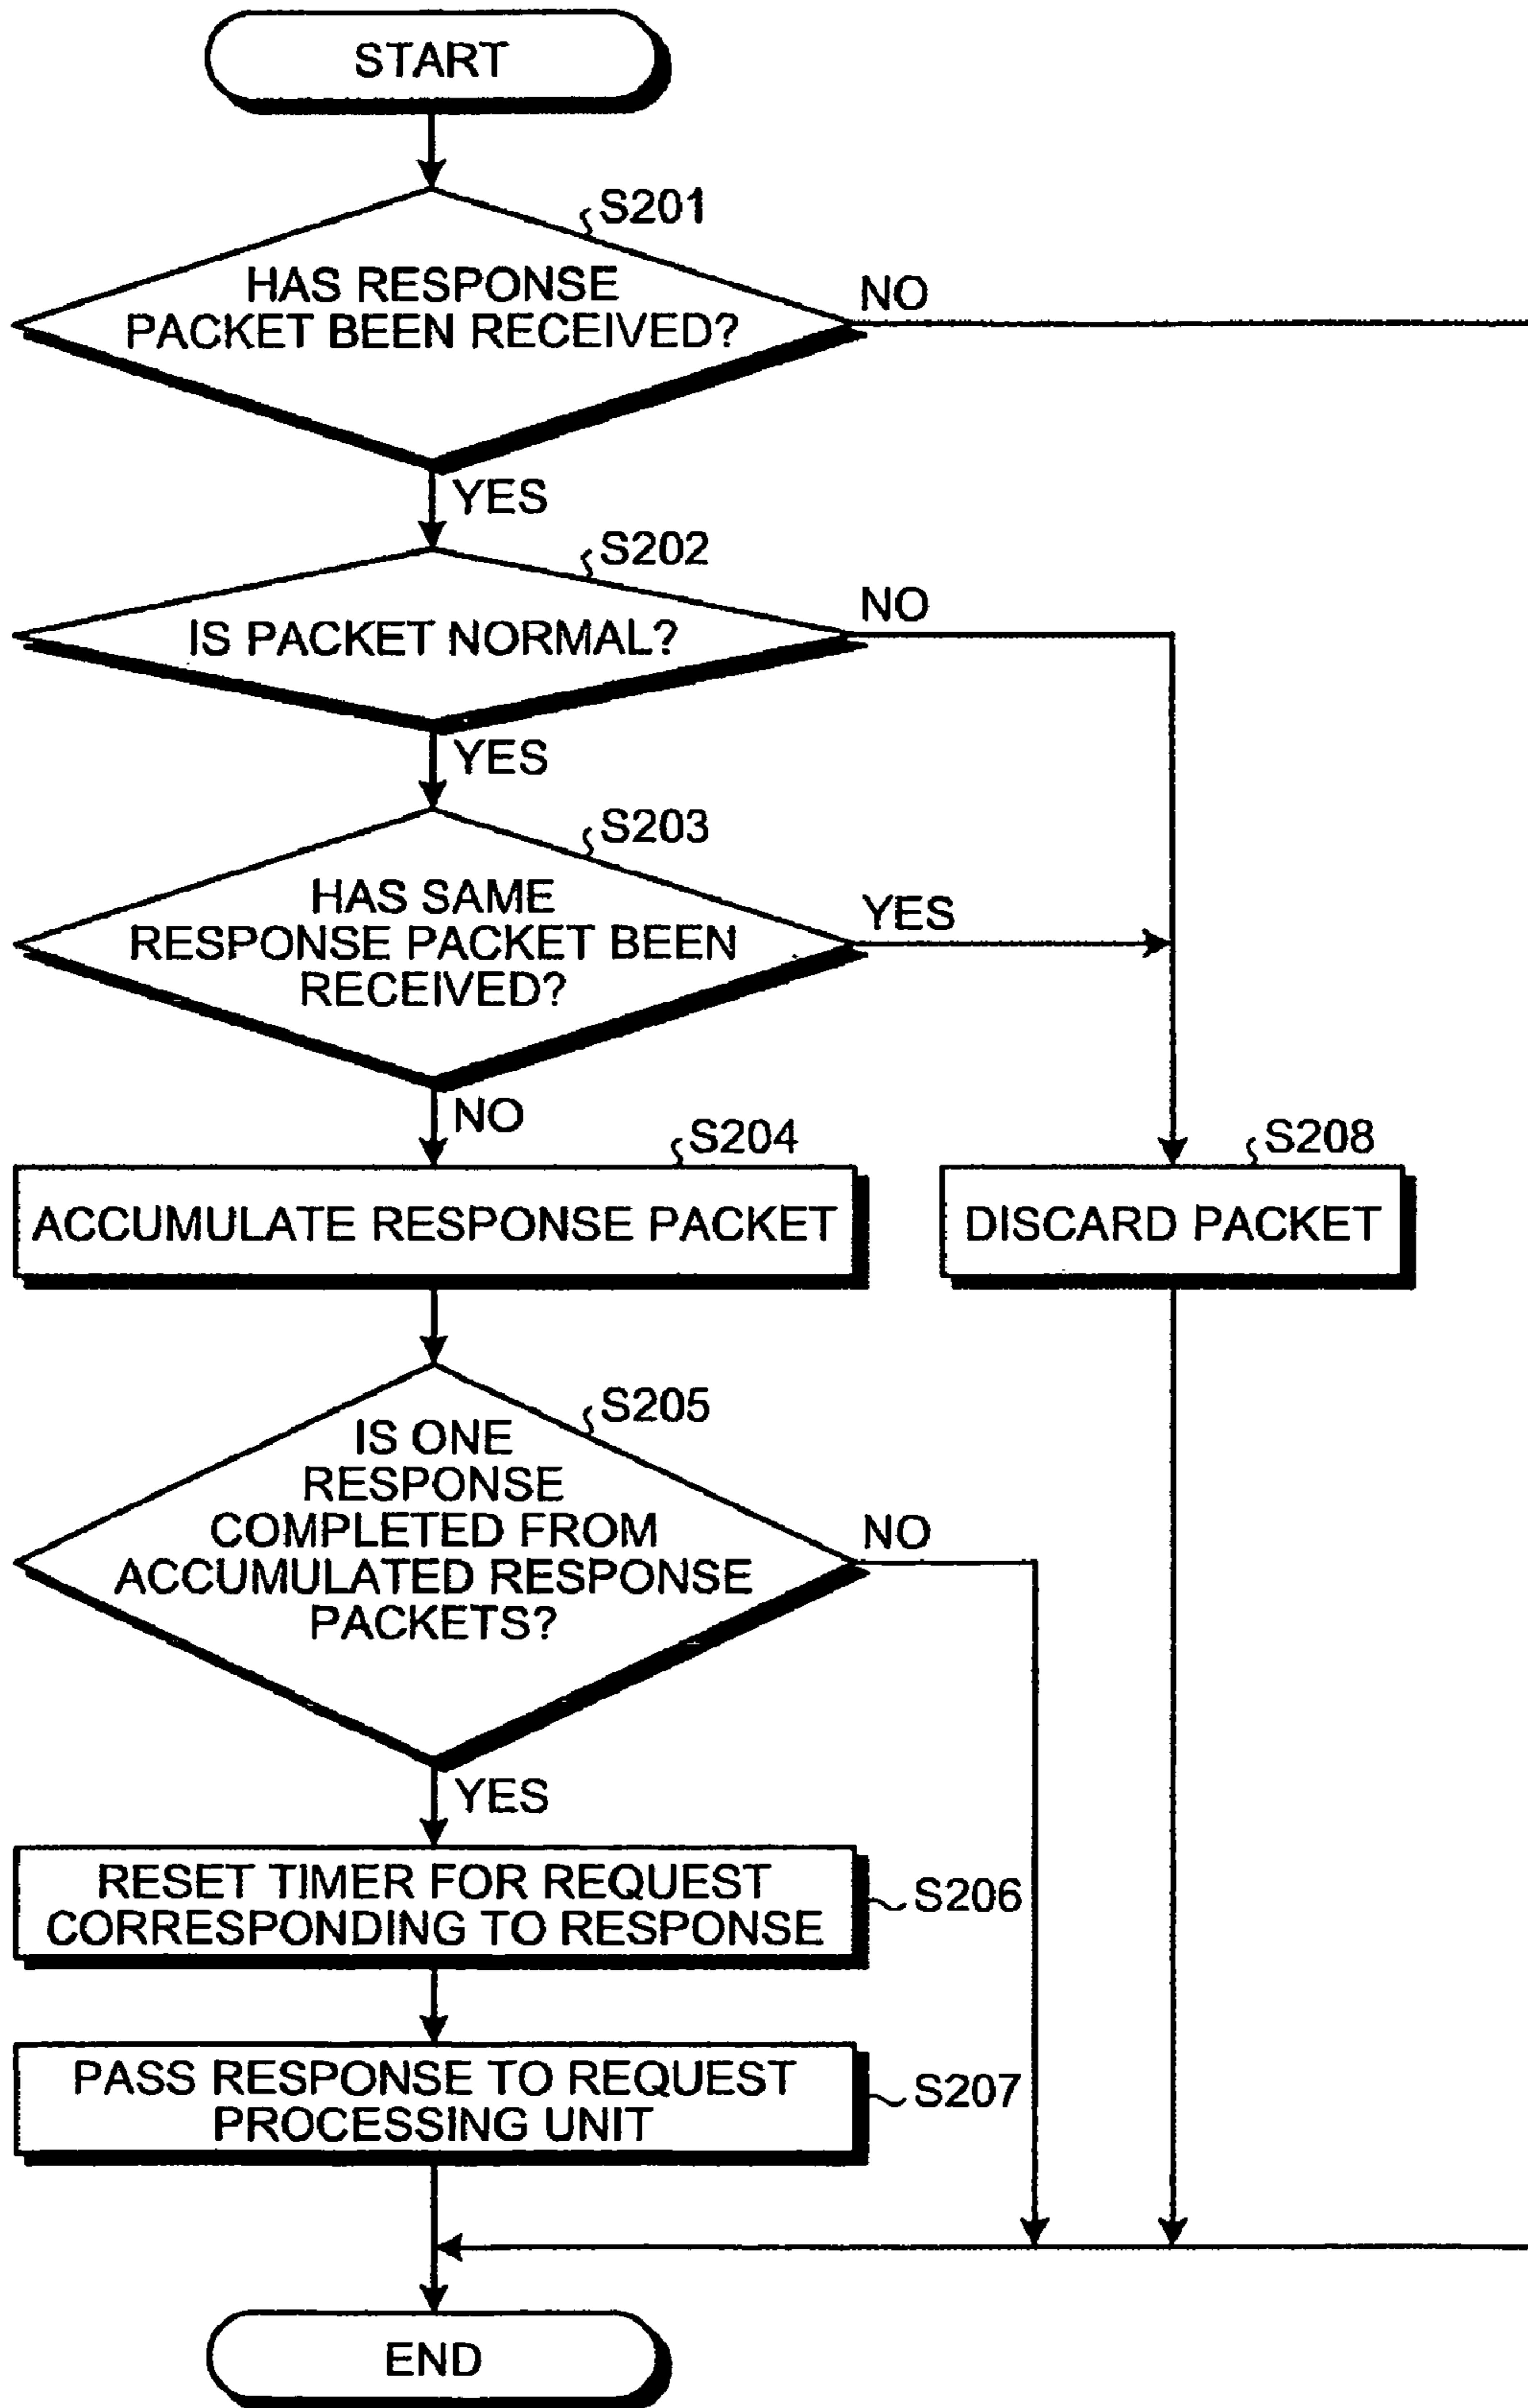 START
S201
HAS RESPONSE
PACKET BEEN RECEIVED?
NO
YES
S202
IS PACKET NORMAL?
NO
YES
S203
HAS SAME
RESPONSE PACKET BEEN
RECEIVED?
YES
NO
S204
ACCUMULATE RESPONSE PACKET
S208
DISCARD PACKET
S205
IS ONE
RESPONSE
COMPLETED FROM
ACCUMULATED RESPONSE
PACKETS?
NO
YES
RESET TIMER FOR REQUEST
CORRESPONDING TO RESPONSE
S206
PASS RESPONSE TO REQUEST
PROCESSING UNIT
S207
END